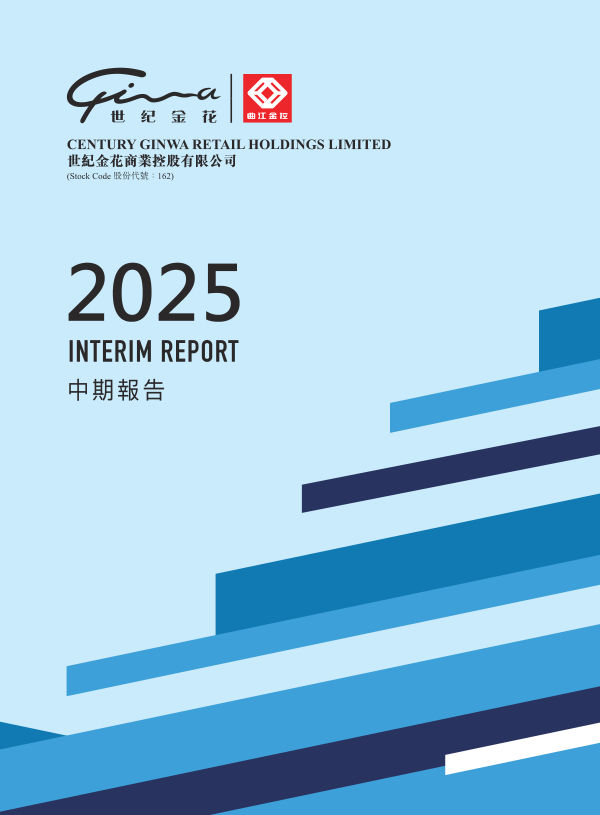 Ginwa
世纪金花
曲江金控
CENTURY GINWA RETAIL HOLDINGS LIMITED
世紀金花商業控股有限公司
(Stock Code 股份代號：162)
2025
INTERIM REPORT
中期報告